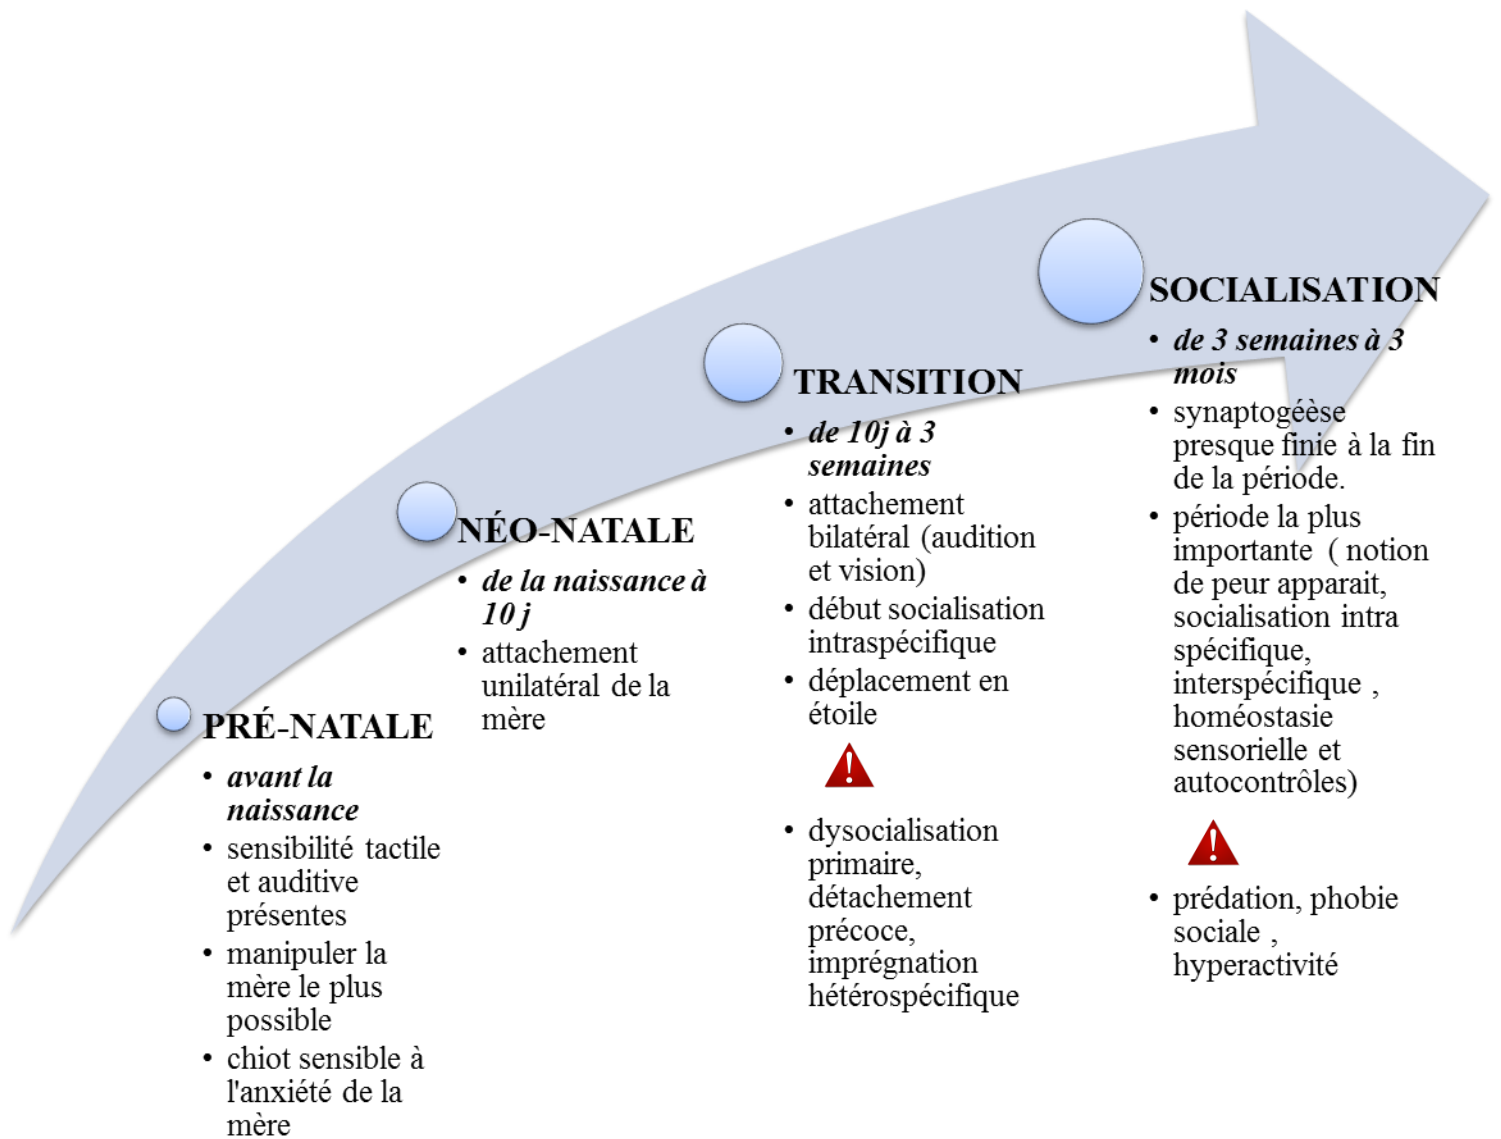 PRÉ-NATALE
• avant la
naissance
• sensibilité tactile
et auditive
présentes
• manipuler la
mère le plus
possible
• chiot sensible à
l'anxiété de la
mère
NÉO-NATALE
• de la naissance à
10 j
• attachement
unilatéral de la
mère
TRANSITION
• de 10j à 3
semaines
• attachement
bilatéral (audition
et vision)
• début socialisation
intraspécifique
• déplacement en
étoile
!
• dysocialisation
primaire,
détachement
précoce,
imprégnation
hétérospécifique
SOCIALISATION
• de 3 semaines à 3
mois
• synaptogéèse
presque finie à la fin
de la période.
• période la plus
importante ( notion
de peur apparait,
socialisation intra
spécifique,
interspécifique ,
homéostasie
sensorielle et
autocontrôles)
!
• prédation, phobie
sociale ,
hyperactivité